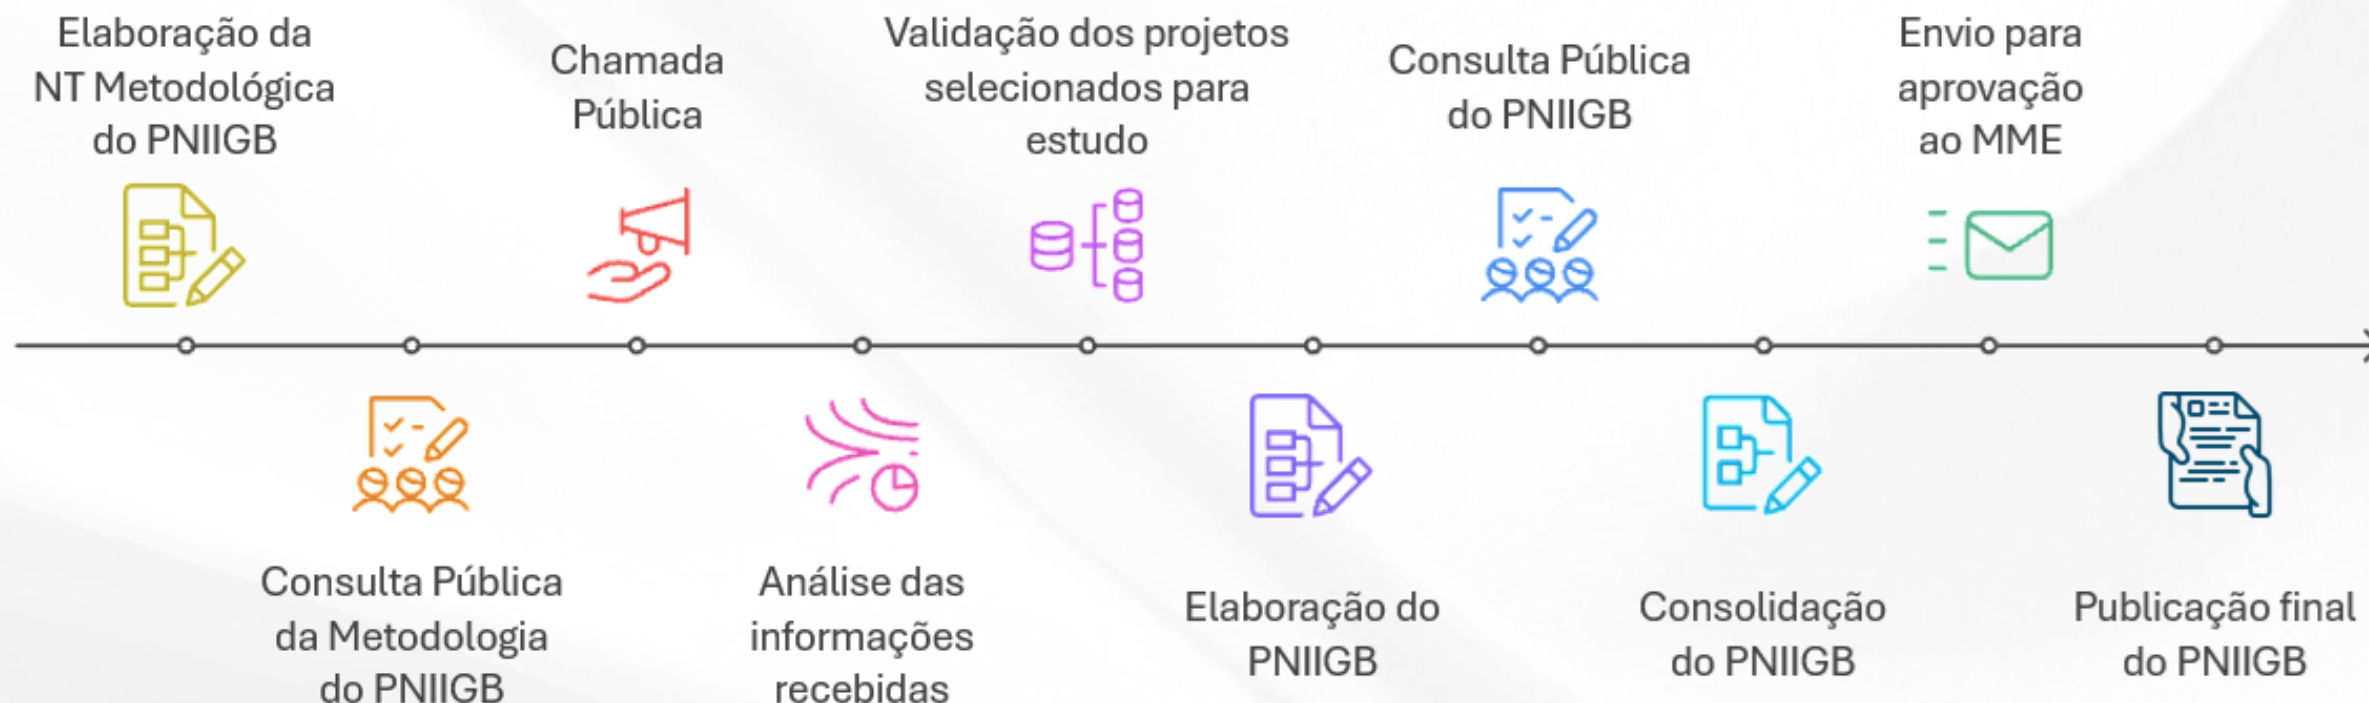 Elaboração da
NT Metodológica
do PNIIGB
Consulta Pública
da Metodologia
do PNIIGB
Chamada
Pública
Análise das
informações
recebidas
Validação dos projetos
selecionados para
estudo
Elaboração do
PNIIGB
Consulta Pública
do PNIIGB
Consolidação
do PNIIGB
Envio para
aprovação
ao MME
Publicação final
do PNIIGB